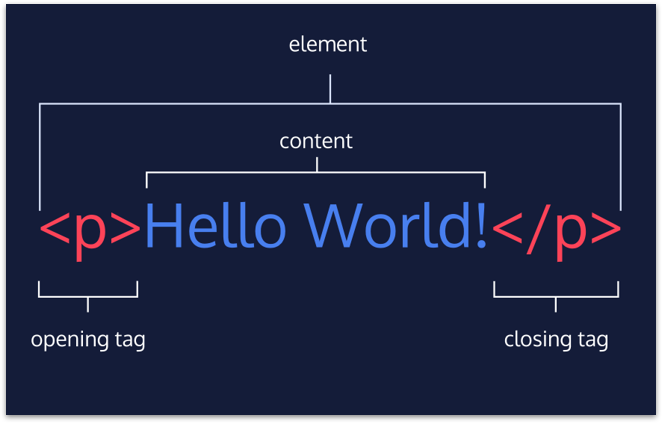 element
content
<p>Hello World!</p>
opening tag
closing tag